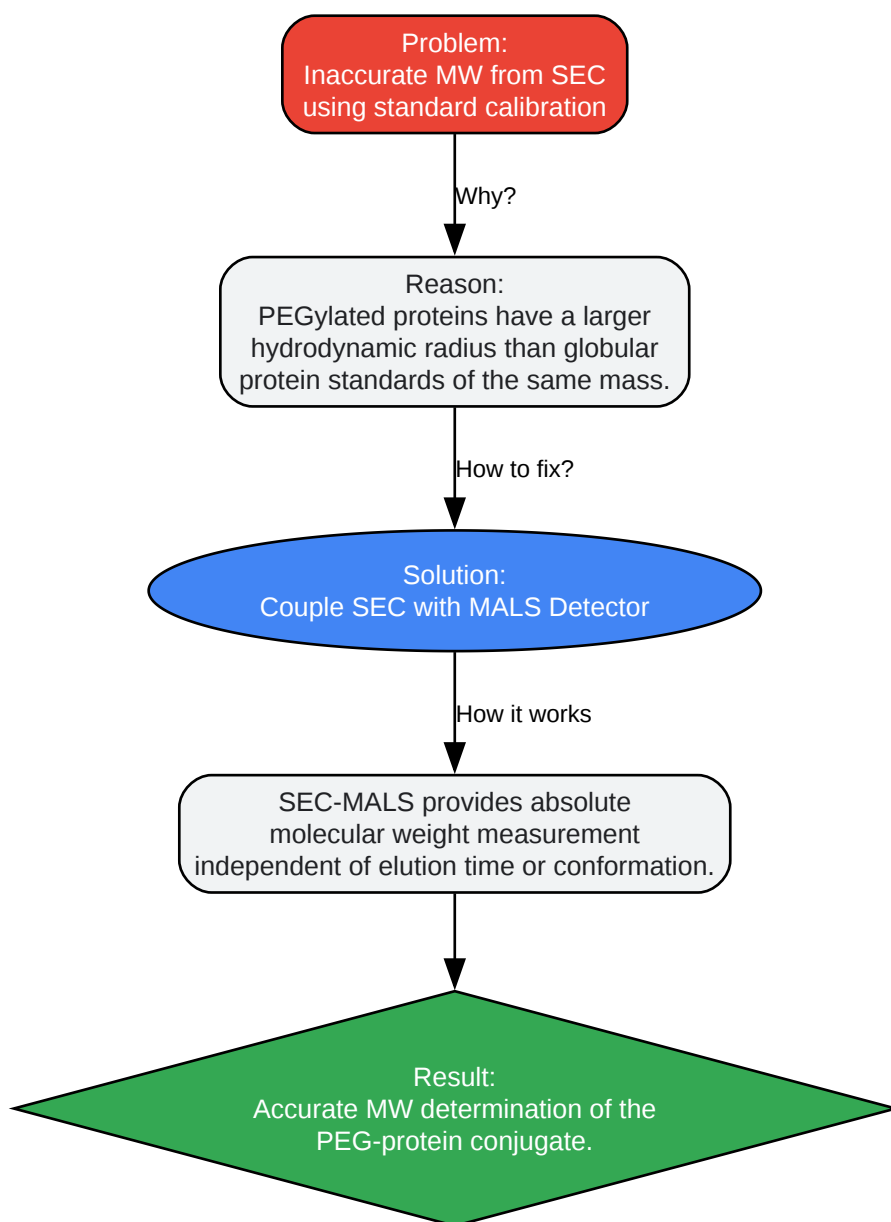 Problem:
Inaccurate MW from SEC
using standard calibration
Why?
Reason:
PEGylated proteins have a larger
hydrodynamic radius than globular
protein standards of the same mass.
How to fix?
Solution:
Couple SEC with MALS Detector
How it works
SEC-MALS provides absolute
molecular weight measurement
independent of elution time or conformation.
Result:
Accurate MW determination of the
PEG-protein conjugate.